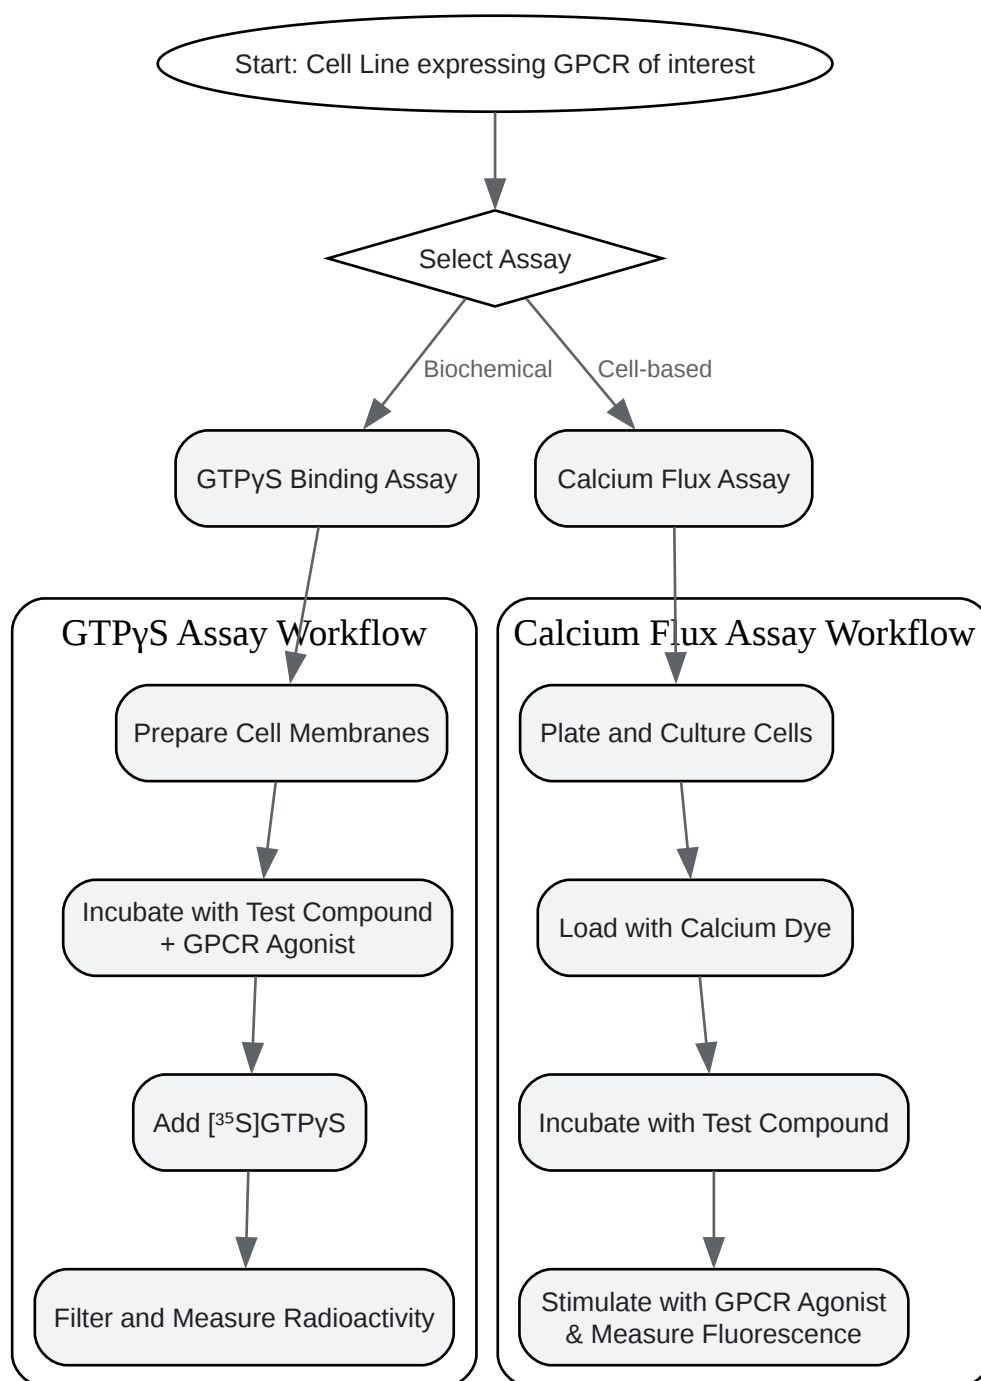 Start: Cell Line expressing GPCR of interest
Select Assay
Biochemical
Cell-based
GTPγS Binding Assay
Calcium Flux Assay
GTPγS Assay Workflow
Prepare Cell Membranes
Incubate with Test Compound
+ GPCR Agonist
Add [³⁵S]GTPγS
Filter and Measure Radioactivity
Calcium Flux Assay Workflow
Plate and Culture Cells
Load with Calcium Dye
Incubate with Test Compound
Stimulate with GPCR Agonist
& Measure Fluorescence